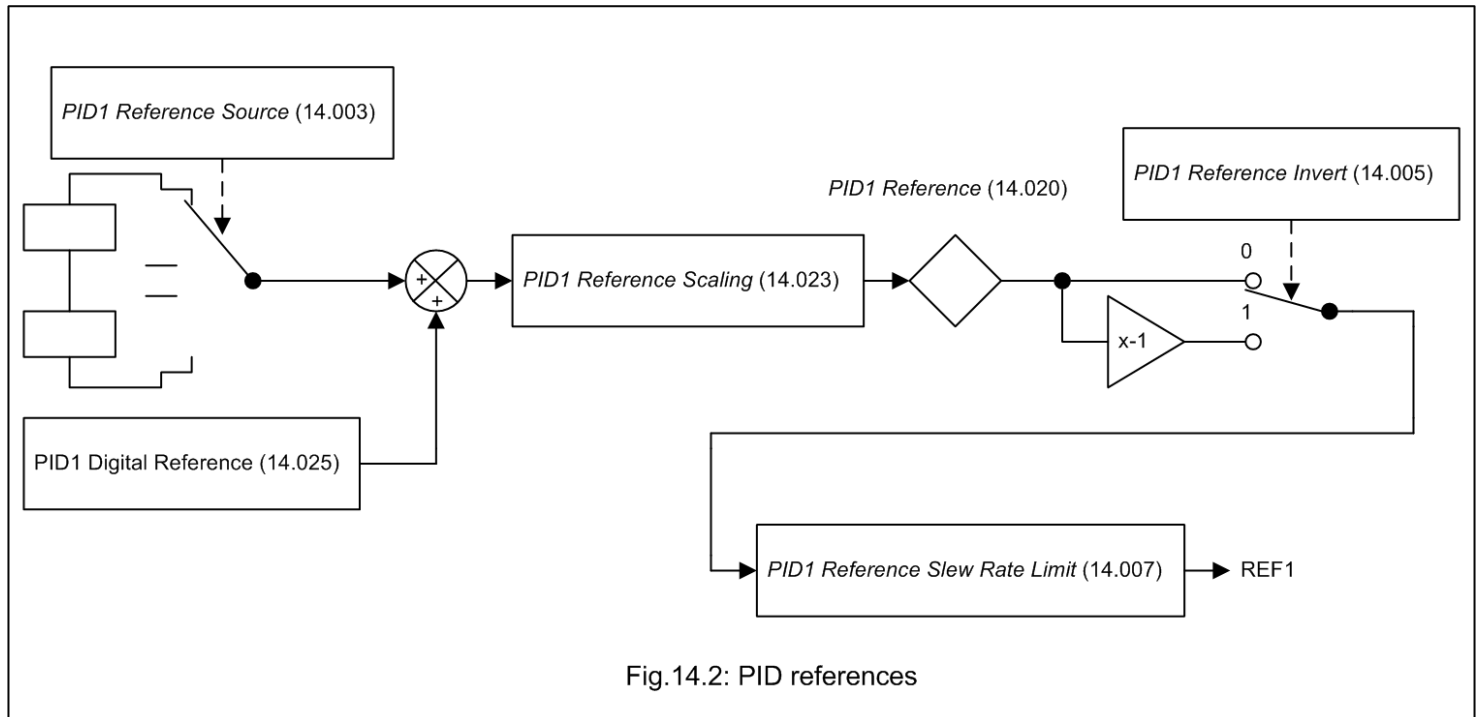 PID1 Reference Source (14.003)
PID1 Reference (14.020)
PID1 Reference Invert (14.005)
0
+
+
PID1 Reference Scaling (14.023)
1
x-1
PID1 Digital Reference (14.025)
PID1 Reference Slew Rate Limit (14.007)
REF1
Fig.14.2: PID references